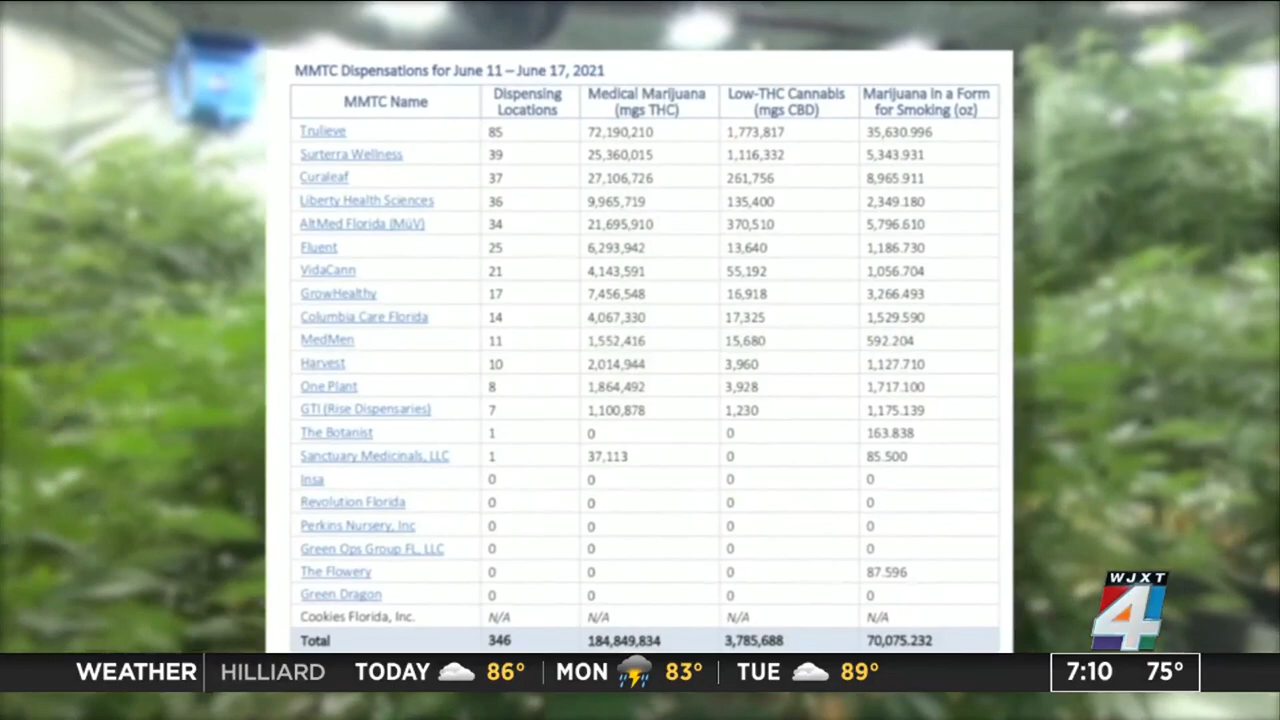 MMTC Dispensations for June 11 – June 17, 2021
MMTC Name Dispensing Locations Medical Marijuana (mgs THC) Low-THC Cannabis (mgs CBD) Marijuana in a Form for Smoking (oz)
Trulieve 85 72,190,210 1,773,817 35,630.996
Surterra Wellness 39 25,360,015 1,116,332 5,343.931
Curaleaf 37 27,106,726 261,756 8,965.911
Liberty Health Sciences 36 9,965,719 135,400 2,349.180
AltMed Florida (MüV) 34 21,695,910 370,510 5,796.610
Fluent 25 6,293,942 13,640 1,186.730
VidaCann 21 4,143,591 55,192 1,056.704
GrowHealthy 17 7,456,548 16,918 3,266.493
Columbia Care Florida 14 4,067,330 17,325 1,529.590
MedMen 11 1,552,416 15,680 592.204
Harvest 10 2,014,944 3,960 1,127.710
One Plant 8 1,864,492 3,928 1,717.100
GTI (Rise Dispensaries) 7 1,100,878 1,230 1,175.139
The Botanist 1 0 0 163.838
Sanctuary Medicinals, LLC 1 37,113 0 85.500
Insa 0 0 0 0
Revolution Florida 0 0 0 0
Perkins Nursery, Inc 0 0 0 0
Green Ops Group FL, LLC 0 0 0 0
The Flowery 0 0 0 87.596
Green Dragon 0 0 0 0
Cookies Florida, Inc. N/A N/A N/A N/A
Total 346 184,849,834 3,785,688 70,075.232
WJXT
4
WEATHER HILLIARD TODAY 86° MON 83° TUE 89° 7:10 75°